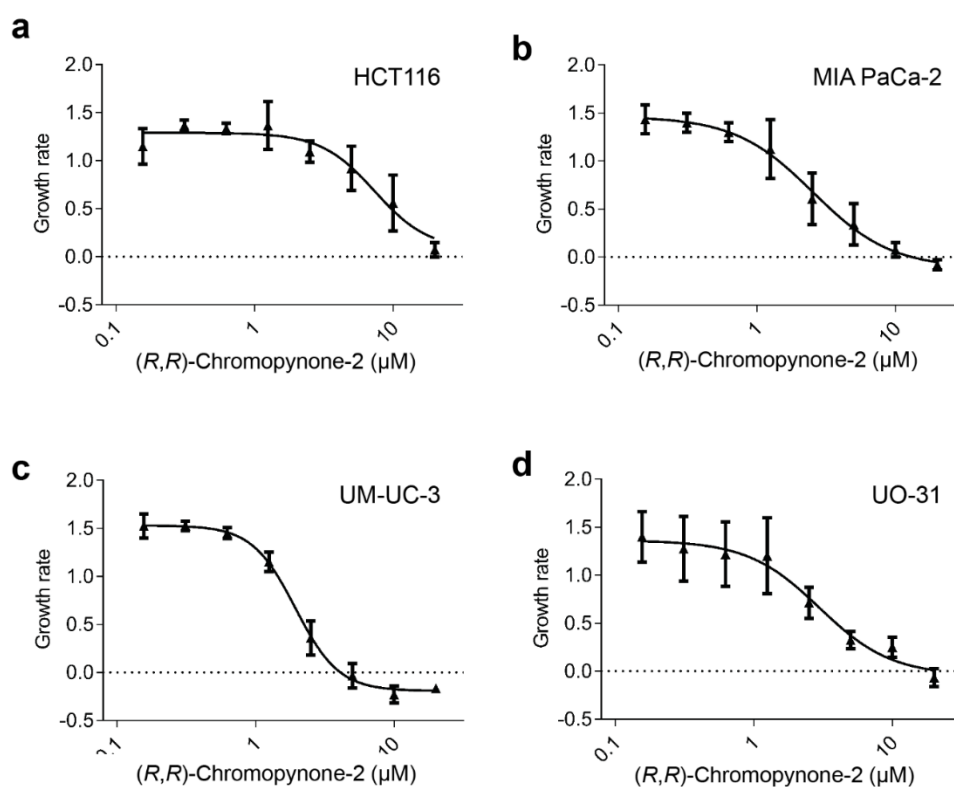 a
HCT116
2.0
1.5
1.0
0.5
0.0
-0.5
Growth rate
0.1
1
10
(R,R)-Chromopynone-2 (µM)
b
MIA PaCa-2
2.0
1.5
1.0
0.5
0.0
-0.5
Growth rate
0.1
1
10
(R,R)-Chromopynone-2 (µM)
c
UM-UC-3
2.0
1.5
1.0
0.5
0.0
-0.5
Growth rate
0.1
1
10
(R,R)-Chromopynone-2 (µM)
d
UO-31
2.0
1.5
1.0
0.5
0.0
-0.5
Growth rate
0.1
1
10
(R,R)-Chromopynone-2 (µM)